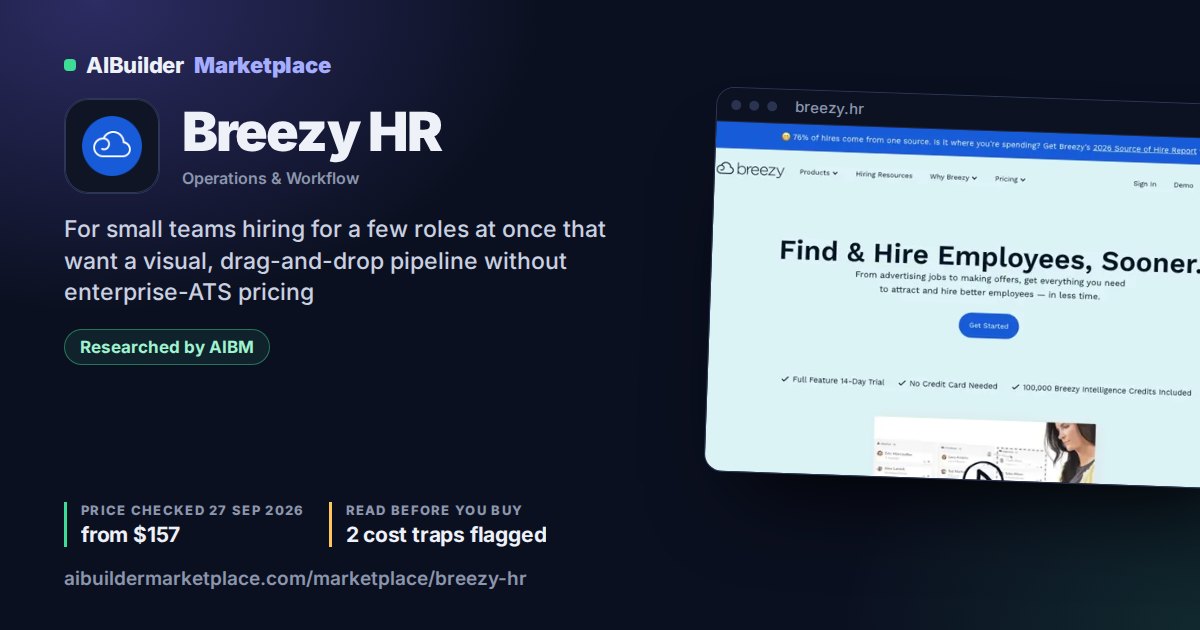 AIBuilder Marketplace
Breezy HR
Operations & Workflow
For small teams hiring for a few roles at once that
want a visual, drag-and-drop pipeline without
enterprise-ATS pricing
Researched by AIBM
PRICE CHECKED 27 SEP 2026
from $157
READ BEFORE YOU BUY
2 cost traps flagged
aibuildermarketplace.com/marketplace/breezy-hr
breezy.hr
76% of hires come from one source. Is it where you're spending? Get Breezy's 2026 Source of Hire Report
breezy
Products
Hiring Resources
Why Breezy
Pricing
Sign In
Demo
Find & Hire Employees, Sooner.
From advertising jobs to making offers, get everything you need
to attract and hire better employees — in less time.
Get Started
Full Feature 14-Day Trial
No Credit Card Needed
100,000 Breezy Intelligence Credits Included